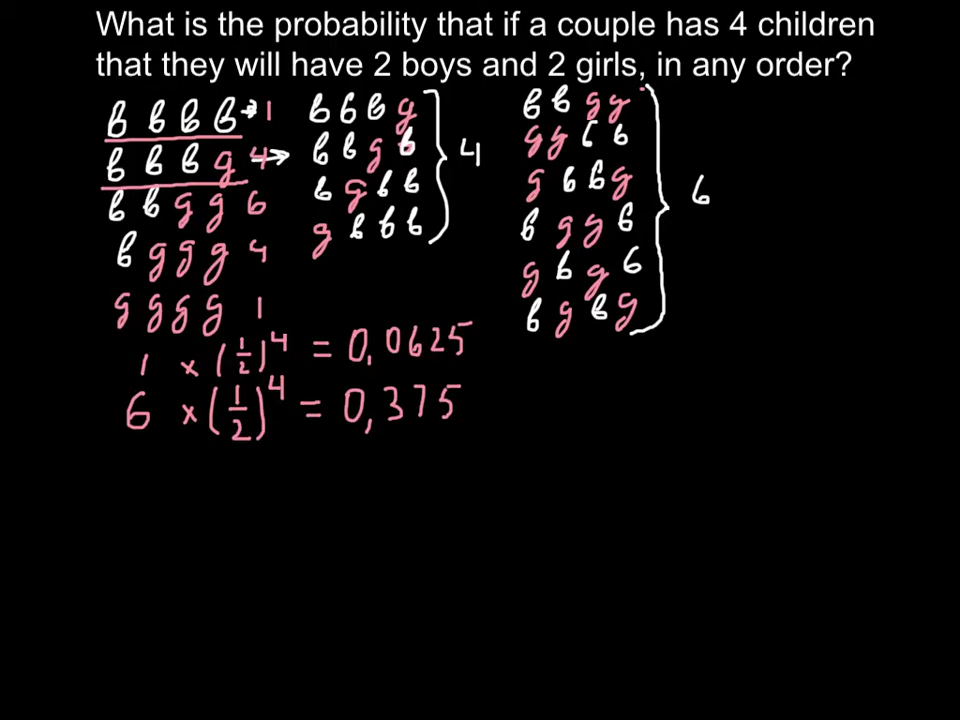 What is the probability that if a couple has 4 children
that they will have 2 boys and 2 girls, in any order?
b b b b → 1
b b b g 4 →
b b g g 6
b g g g 4
g g g g 1
b b b g
b b g b
b g b b
g b b b
4
b b g g
g g b b
g b b g
b g g b
g b g b
b g b g
6
1 × (1/2)^4 = 0,0625
6 × (1/2)^4 = 0,375